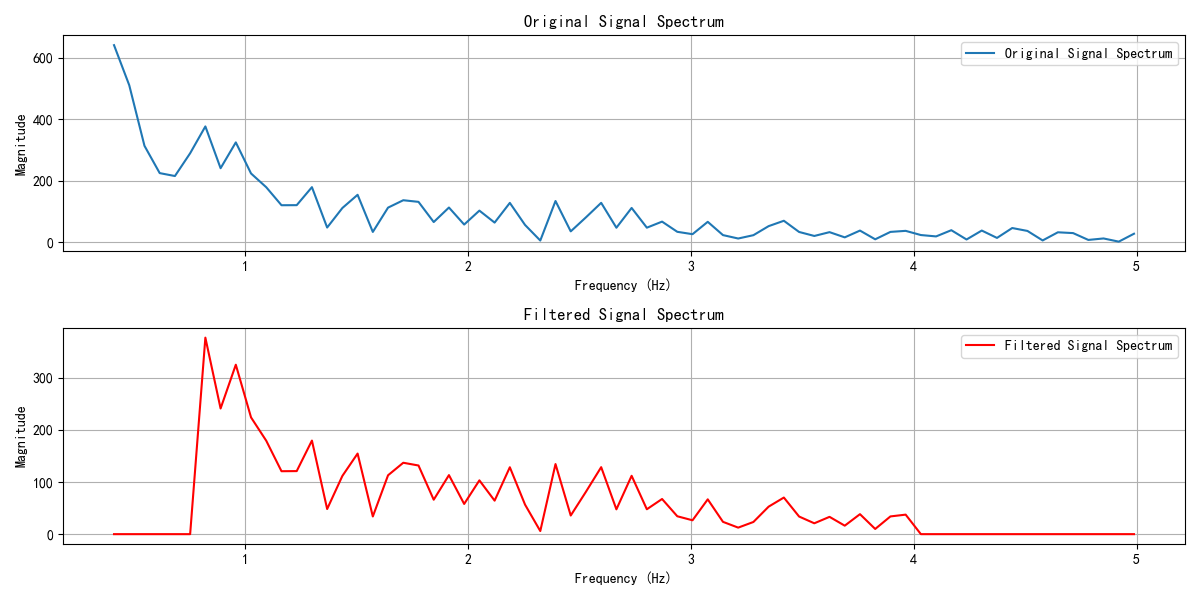 Original Signal Spectrum
Original Signal Spectrum
600
400
200
0
Magnitude
1 2 3 4 5
Frequency (Hz)
Filtered Signal Spectrum
Filtered Signal Spectrum
300
200
100
0
Magnitude
1 2 3 4 5
Frequency (Hz)